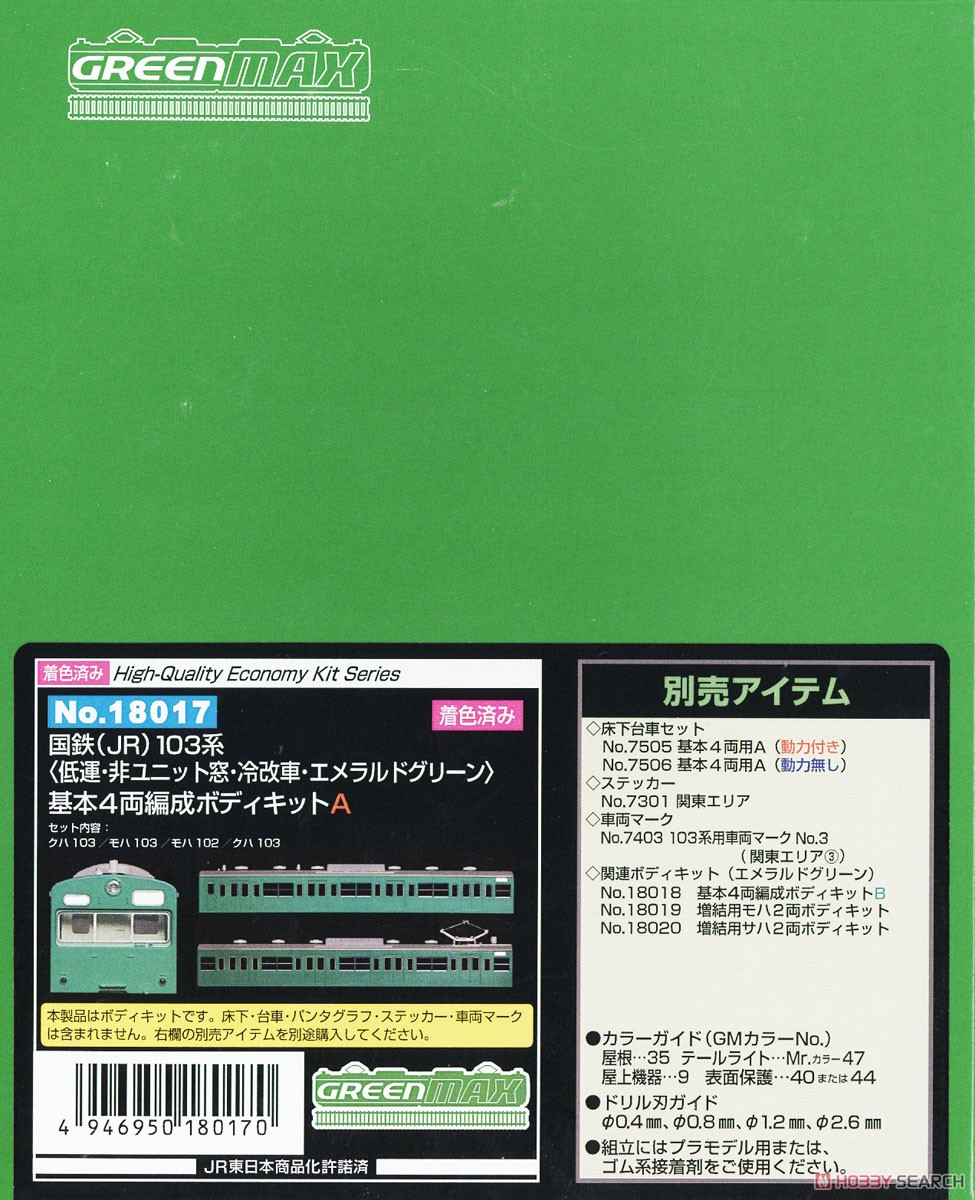 GREENMAX
着色済み High-Quality Economy Kit Series
No.18017
着色済み
国鉄(JR)103系
〈低運・非ユニット窓・冷改車・エメラルドグリーン〉
基本4両編成ボディキットA
セット内容:
クハ103/モハ103/モハ102/クハ103
本製品はボディキットです。床下・台車・パンタグラフ・ステッカー・車両マーク
は含まれません。右欄の別売アイテムを別途購入してください。
4 946950 180170
GREENMAX
JR東日本商品化許諾済
別売アイテム
◇床下台車セット
No.7505 基本4両用A(動力付き)
No.7506 基本4両用A(動力無し)
◇ステッカー
No.7301 関東エリア
◇車両マーク
No.7403 103系用車両マーク No.3
(関東エリア③)
◇関連ボディキット(エメラルドグリーン)
No.18018 基本4両編成ボディキットB
No.18019 増結用モハ2両ボディキット
No.18020 増結用サハ2両ボディキット
●カラーガイド(GMカラーNo.)
屋根…35 テールライト…Mr.カラー47
屋上機器…9 表面保護…40または44
●ドリル刃ガイド
φ0.4㎜、φ0.8㎜、φ1.2㎜、φ2.6㎜
●組立にはプラモデル用または、
ゴム系接着剤をご使用ください。
HOBBY-SEARCH